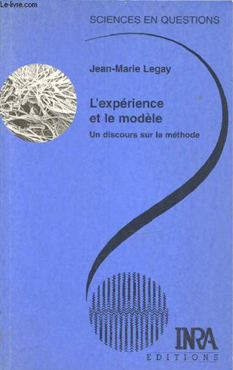 Le-livre.com
SCIENCES EN QUESTIONS
Jean-Marie Legay
L'expérience
et le modèle
Un discours sur la méthode
INRA
EDITIONS